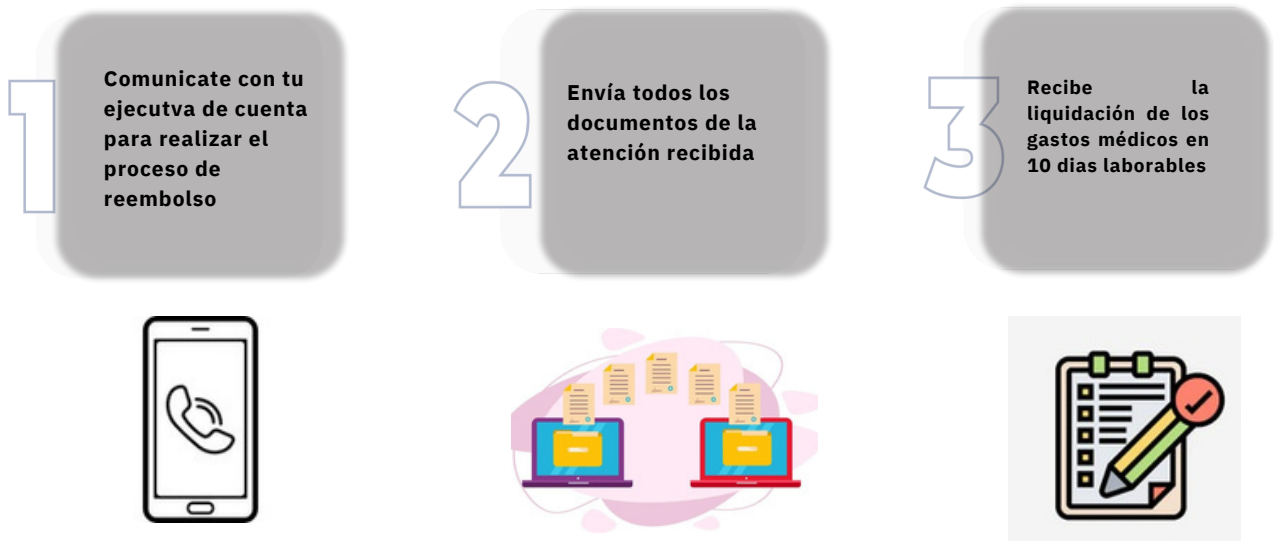 1
Comunicate con tu
ejecutva de cuenta
para realizar el
proceso de
reembolso
2
Envía todos los
documentos de la
atención recibida
3
Recibe la
liquidación de los
gastos médicos en
10 dias laborables